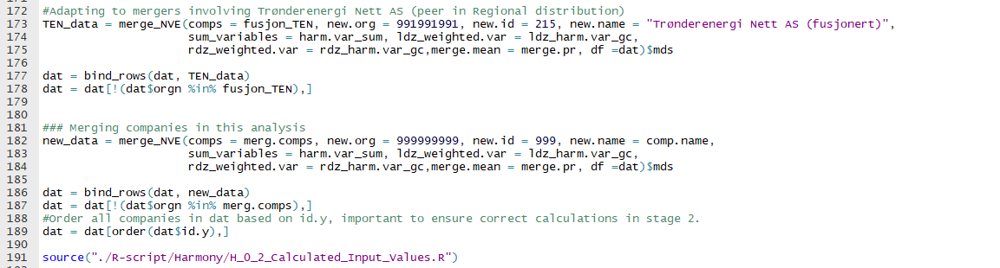 172 #Adapting to mergers involving Trønderenergi Nett AS (peer in Regional distribution)
173 TEN_data = merge_NVE(comps = fusjon_TEN, new.org = 991991991, new.id = 215, new.name = "Trønderenergi Nett AS (fusjonert)",
174 sum_variables = harm.var_sum, ldz_weighted.var = ldz_harm.var_gc,
175 rdz_weighted.var = rdz_harm.var_gc,merge.mean = merge.pr, df =dat)$mds
176
177 dat = bind_rows(dat, TEN_data)
178 dat = dat[!(dat$orgn %in% fusjon_TEN),]
179
180
181 ### Merging companies in this analysis
182 new_data = merge_NVE(comps = merg.comps, new.org = 999999999, new.id = 999, new.name = comp.name,
183 sum_variables = harm.var_sum, ldz_weighted.var = ldz_harm.var_gc,
184 rdz_weighted.var = rdz_harm.var_gc,merge.mean = merge.pr, df =dat)$mds
185
186 dat = bind_rows(dat, new_data)
187 dat = dat[!(dat$orgn %in% merg.comps),]
188 #Order all companies in dat based on id.y, important to ensure correct calculations in stage 2.
189 dat = dat[order(dat$id.y),]
190
191 source("./R-script/Harmony/H_0_2_Calculated_Input_Values.R")